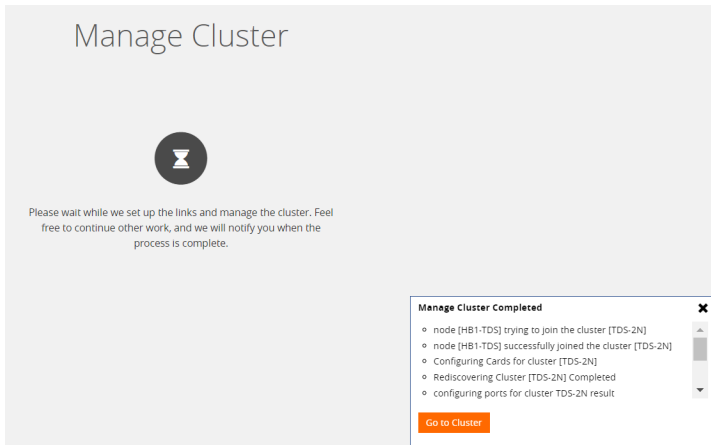 Manage Cluster
Please wait while we set up the links and manage the cluster. Feel
free to continue other work, and we will notify you when the
process is complete.
Manage Cluster Completed
node [HB1-TDS] trying to join the cluster [TDS-2N]
node [HB1-TDS] successfully joined the cluster [TDS-2N]
Configuring Cards for cluster [TDS-2N]
Rediscovering Cluster [TDS-2N] Completed
configuring ports for cluster TDS-2N result
Go to Cluster